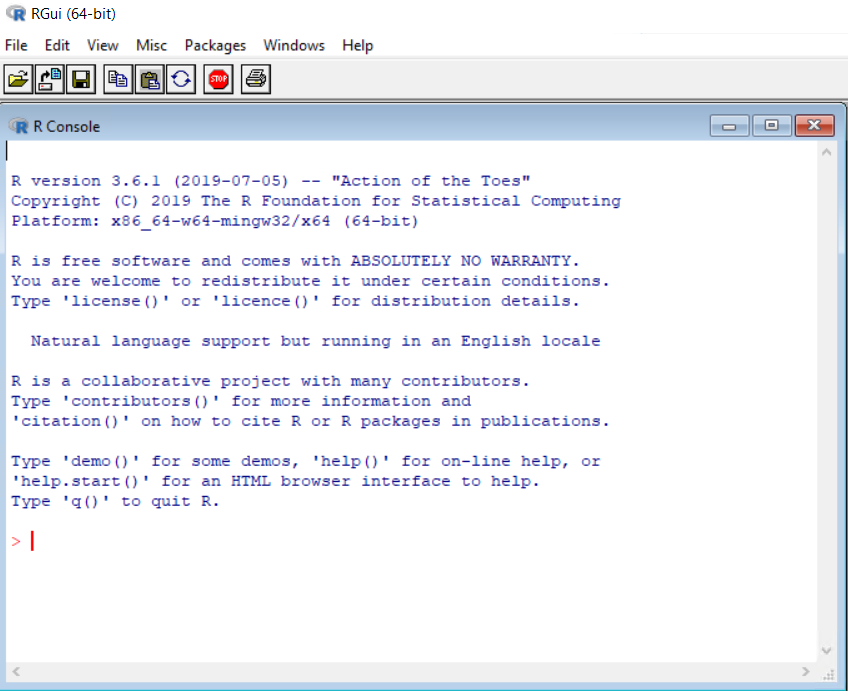 RGui (64-bit)
File Edit View Misc Packages Windows Help
STOP
R Console
R version 3.6.1 (2019-07-05) -- "Action of the Toes"
Copyright (C) 2019 The R Foundation for Statistical Computing
Platform: x86_64-w64-mingw32/x64 (64-bit)
R is free software and comes with ABSOLUTELY NO WARRANTY.
You are welcome to redistribute it under certain conditions.
Type 'license()' or 'licence()' for distribution details.
Natural language support but running in an English locale
R is a collaborative project with many contributors.
Type 'contributors()' for more information and
'citation()' on how to cite R or R packages in publications.
Type 'demo()' for some demos, 'help()' for on-line help, or
'help.start()' for an HTML browser interface to help.
Type 'q()' to quit R.
>